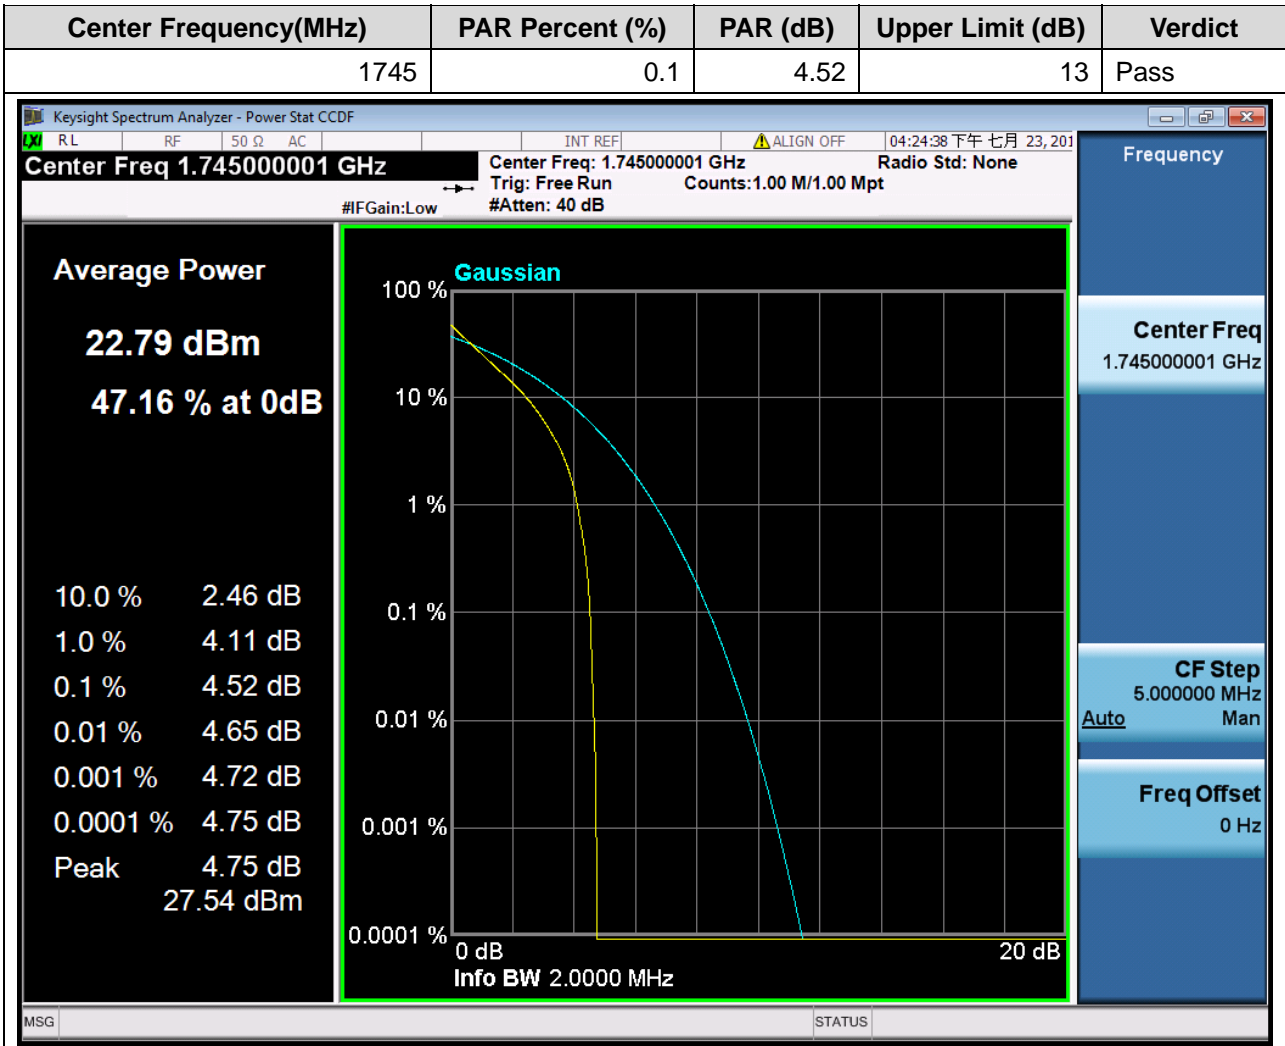 Center Frequency(MHz) PAR Percent (%) PAR (dB) Upper Limit (dB) Verdict
1745 0.1 4.52 13 Pass
Keysight Spectrum Analyzer - Power Stat CCDF
LXI RL RF 50 Ω AC INT REF ALIGN OFF 04:24:38 下午 七月 23, 201
Center Freq 1.745000001 GHz
#IFGain:Low
Center Freq: 1.745000001 GHz Radio Std: None
Trig: Free Run Counts:1.00 M/1.00 Mpt
#Atten: 40 dB
Average Power
22.79 dBm
47.16 % at 0dB
10.0 % 2.46 dB
1.0 % 4.11 dB
0.1 % 4.52 dB
0.01 % 4.65 dB
0.001 % 4.72 dB
0.0001 % 4.75 dB
Peak 4.75 dB
27.54 dBm
Gaussian
100 %
10 %
1 %
0.1 %
0.01 %
0.001 %
0.0001 %
0 dB 20 dB
Info BW 2.0000 MHz
Frequency
Center Freq
1.745000001 GHz
CF Step
5.000000 MHz
Auto Man
Freq Offset
0 Hz
MSG STATUS